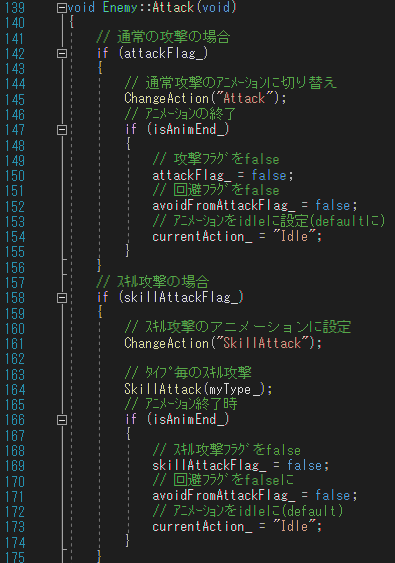 139 void Enemy::Attack(void)
140 {
141 // 通常の攻撃の場合
142 if (attackFlag_)
143 {
144 // 通常攻撃のアニメーションに切り替え
145 ChangeAction("Attack");
146 // アニメーションの終了
147 if (isAnimEnd_)
148 {
149 // 攻撃フラグをfalse
150 attackFlag_ = false;
151 // 回避フラグをfalse
152 avoidFromAttackFlag_ = false;
153 // アニメーションをidleに設定(defaultに)
154 currentAction_ = "Idle";
155 }
156 }
157 // スキル攻撃の場合
158 if (skillAttackFlag_)
159 {
160 // スキル攻撃のアニメーションに設定
161 ChangeAction("SkillAttack");
162
163 // タイプ毎のスキル攻撃
164 SkillAttack(myType_);
165 // アニメーション終了時
166 if (isAnimEnd_)
167 {
168 // スキル攻撃フラグをfalse
169 skillAttackFlag_ = false;
170 // 回避フラグをfalseに
171 avoidFromAttackFlag_ = false;
172 // アニメーションをidleに(default)
173 currentAction_ = "Idle";
174 }
175 }